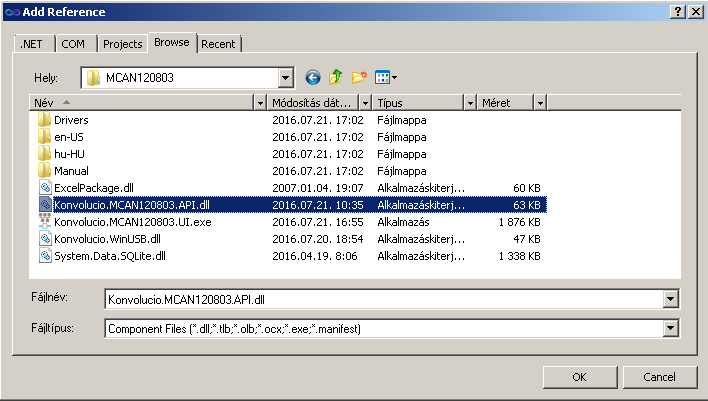 Add Reference
.NET COM Projects Browse Recent
Hely: MCAN120803
Név Módosítás dát... Típus Méret
Drivers 2016.07.21. 17:02 Fájlmappa
en-US 2016.07.21. 17:02 Fájlmappa
hu-HU 2016.07.21. 17:02 Fájlmappa
Manual 2016.07.21. 17:02 Fájlmappa
ExcelPackage.dll 2007.01.04. 19:07 Alkalmazáskiterj... 60 KB
Konvolucio.MCAN120803.API.dll 2016.07.21. 10:35 Alkalmazáskiterj... 63 KB
Konvolucio.MCAN120803.UI.exe 2016.07.21. 16:55 Alkalmazás 1 876 KB
Konvolucio.WinUSB.dll 2016.07.20. 18:54 Alkalmazáskiterj... 47 KB
System.Data.SQLite.dll 2016.04.19. 8:06 Alkalmazáskiterj... 1 338 KB
Fájlnév: Konvolucio.MCAN120803.API.dll
Fájltípus: Component Files (*.dll;*.tlb;*.olb;*.ocx;*.exe;*.manifest)
OK Cancel